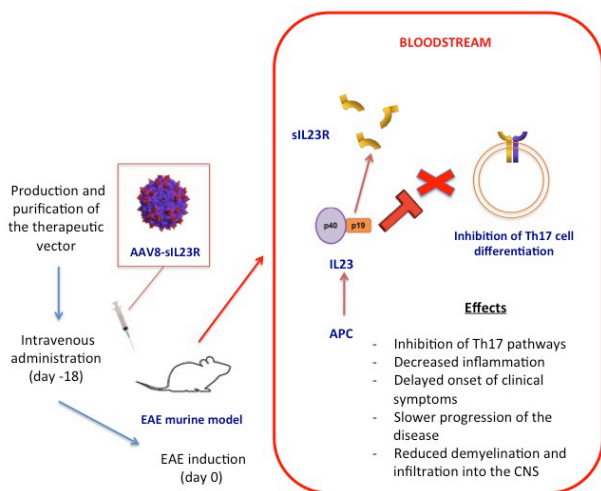 Production and
purification of
the therapeutic
vector
AAV8-sIL23R
Intravenous
administration
(day -18)
EAE murine model
EAE induction
(day 0)
BLOODSTREAM
sIL23R
p40
p19
IL23
APC
Inhibition of Th17 cell
differentiation
Effects
- Inhibition of Th17 pathways
- Decreased inflammation
- Delayed onset of clinical
symptoms
- Slower progression of the
disease
- Reduced demyelination and
infiltration into the CNS